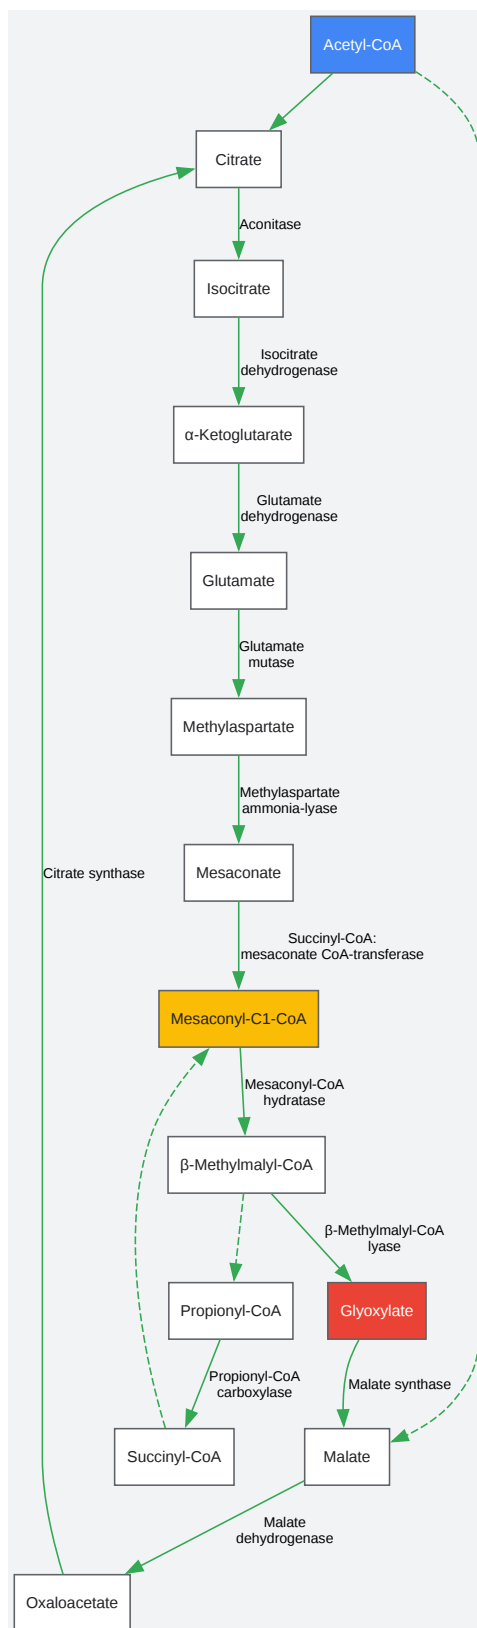 Acetyl-CoA
Citrate
Aconitase
Isocitrate
Isocitrate
dehydrogenase
α-Ketoglutarate
Glutamate
dehydrogenase
Glutamate
Glutamate
mutase
Methylaspartate
Methylaspartate
ammonia-lyase
Mesaconate
Citrate synthase
Succinyl-CoA:
mesaconate CoA-transferase
Mesaconyl-C1-CoA
Mesaconyl-CoA
hydratase
β-Methylmalyl-CoA
β-Methylmalyl-CoA
lyase
Propionyl-CoA
Glyoxylate
Propionyl-CoA
carboxylase
Malate synthase
Succinyl-CoA
Malate
Malate
dehydrogenase
Oxaloacetate